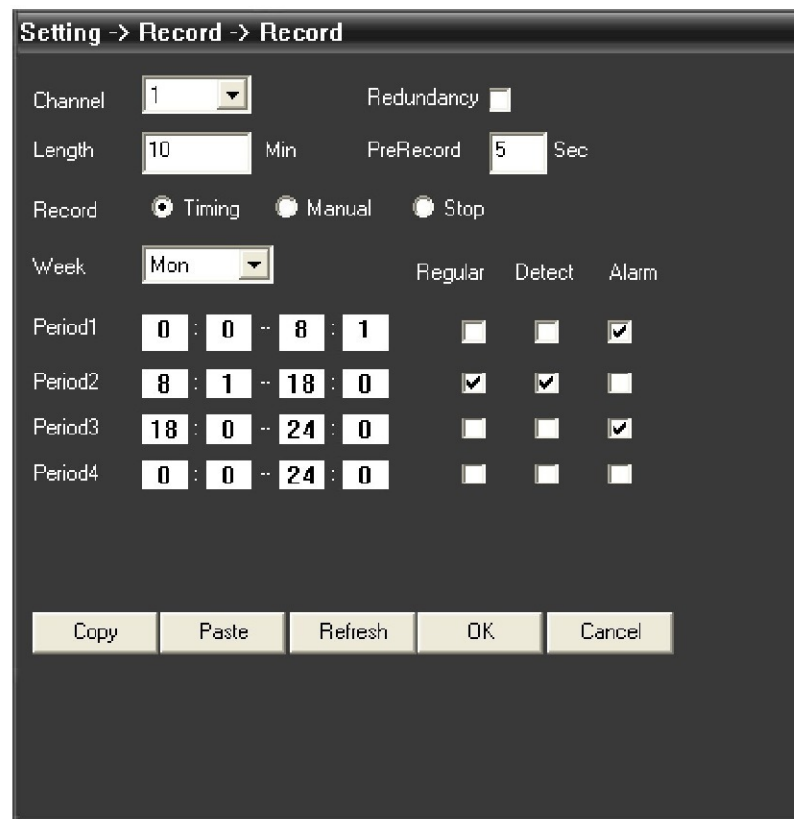 Setting -> Record -> Record
Channel 1 Redundancy
Length 10 Min PreRecord 5 Sec
Record Timing Manual Stop
Week Mon Regular Detect Alarm
Period1 0 : 0 -- 8 : 1
Period2 8 : 1 -- 18 : 0
Period3 18 : 0 -- 24 : 0
Period4 0 : 0 -- 24 : 0
Copy Paste Refresh OK Cancel